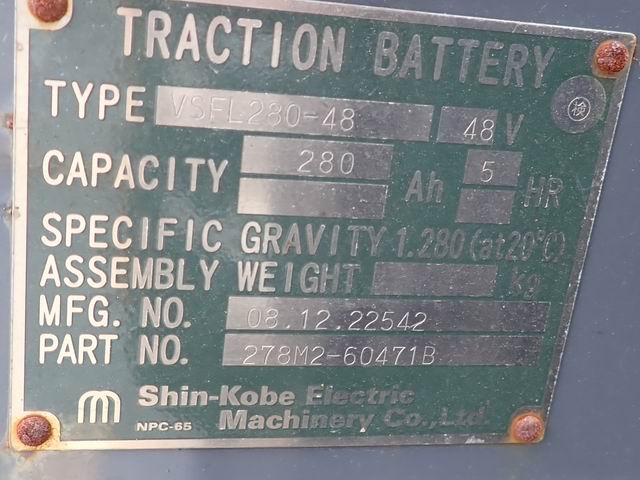 TRACTION BATTERY
TYPE VSFL280-48 48 V
検
CAPACITY 280 Ah 5 HR
SPECIFIC GRAVITY 1.280 (at 20°C)
ASSEMBLY WEIGHT kg
MFG. NO. 08.12.22542
PART NO. 278M2-60471B
Shin-Kobe Electric
Machinery Co.,Ltd.
NPC-65